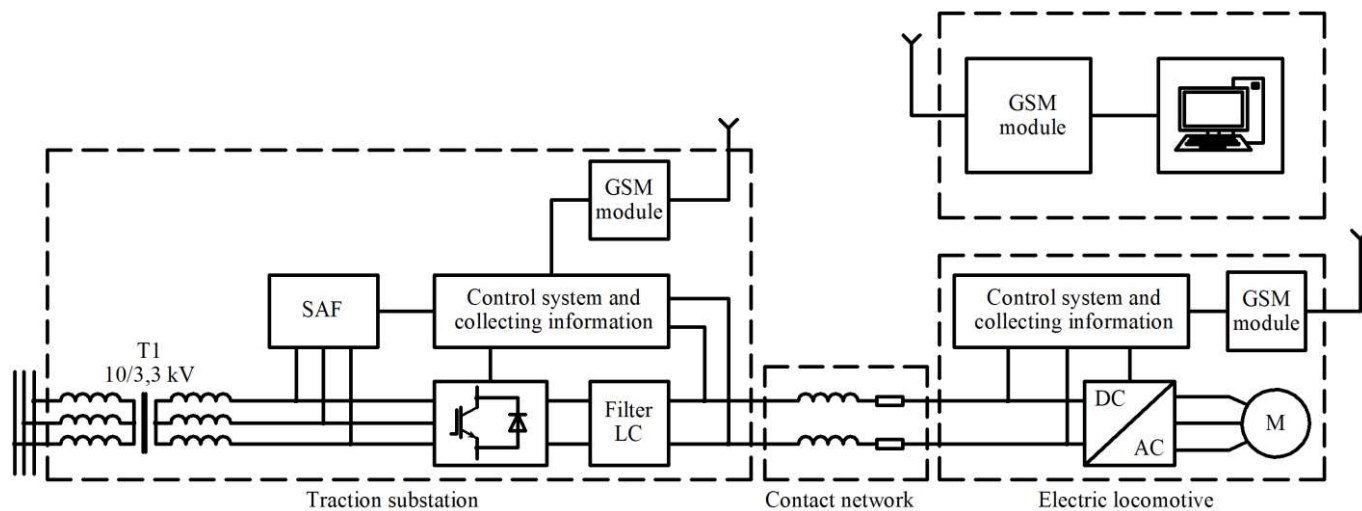 GSM
module
GSM
module
SAF
Control system and
collecting information
Control system and
collecting information
GSM
module
T1
10/3,3 kV
Filter
LC
DC
AC
M
Traction substation
Contact network
Electric locomotive